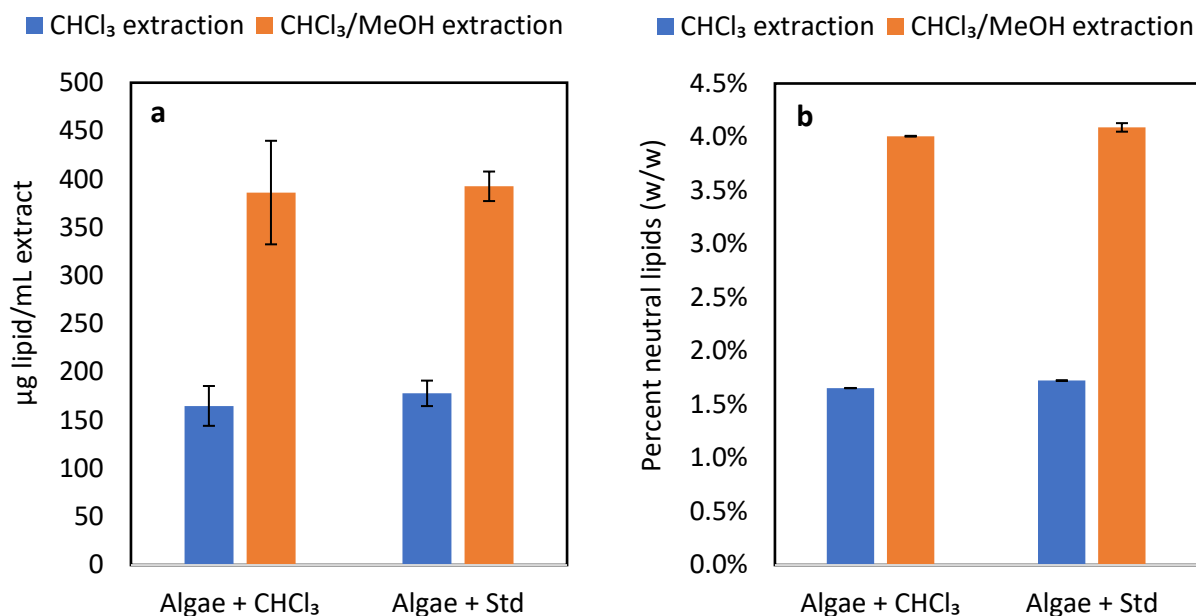 CHCl₃ extraction CHCl₃/MeOH extraction
a
µg lipid/mL extract
500
450
400
350
300
250
200
150
100
50
0
Algae + CHCl₃ Algae + Std
CHCl₃ extraction CHCl₃/MeOH extraction
b
Percent neutral lipids (w/w)
4.5%
4.0%
3.5%
3.0%
2.5%
2.0%
1.5%
1.0%
0.5%
0.0%
Algae + CHCl₃ Algae + Std